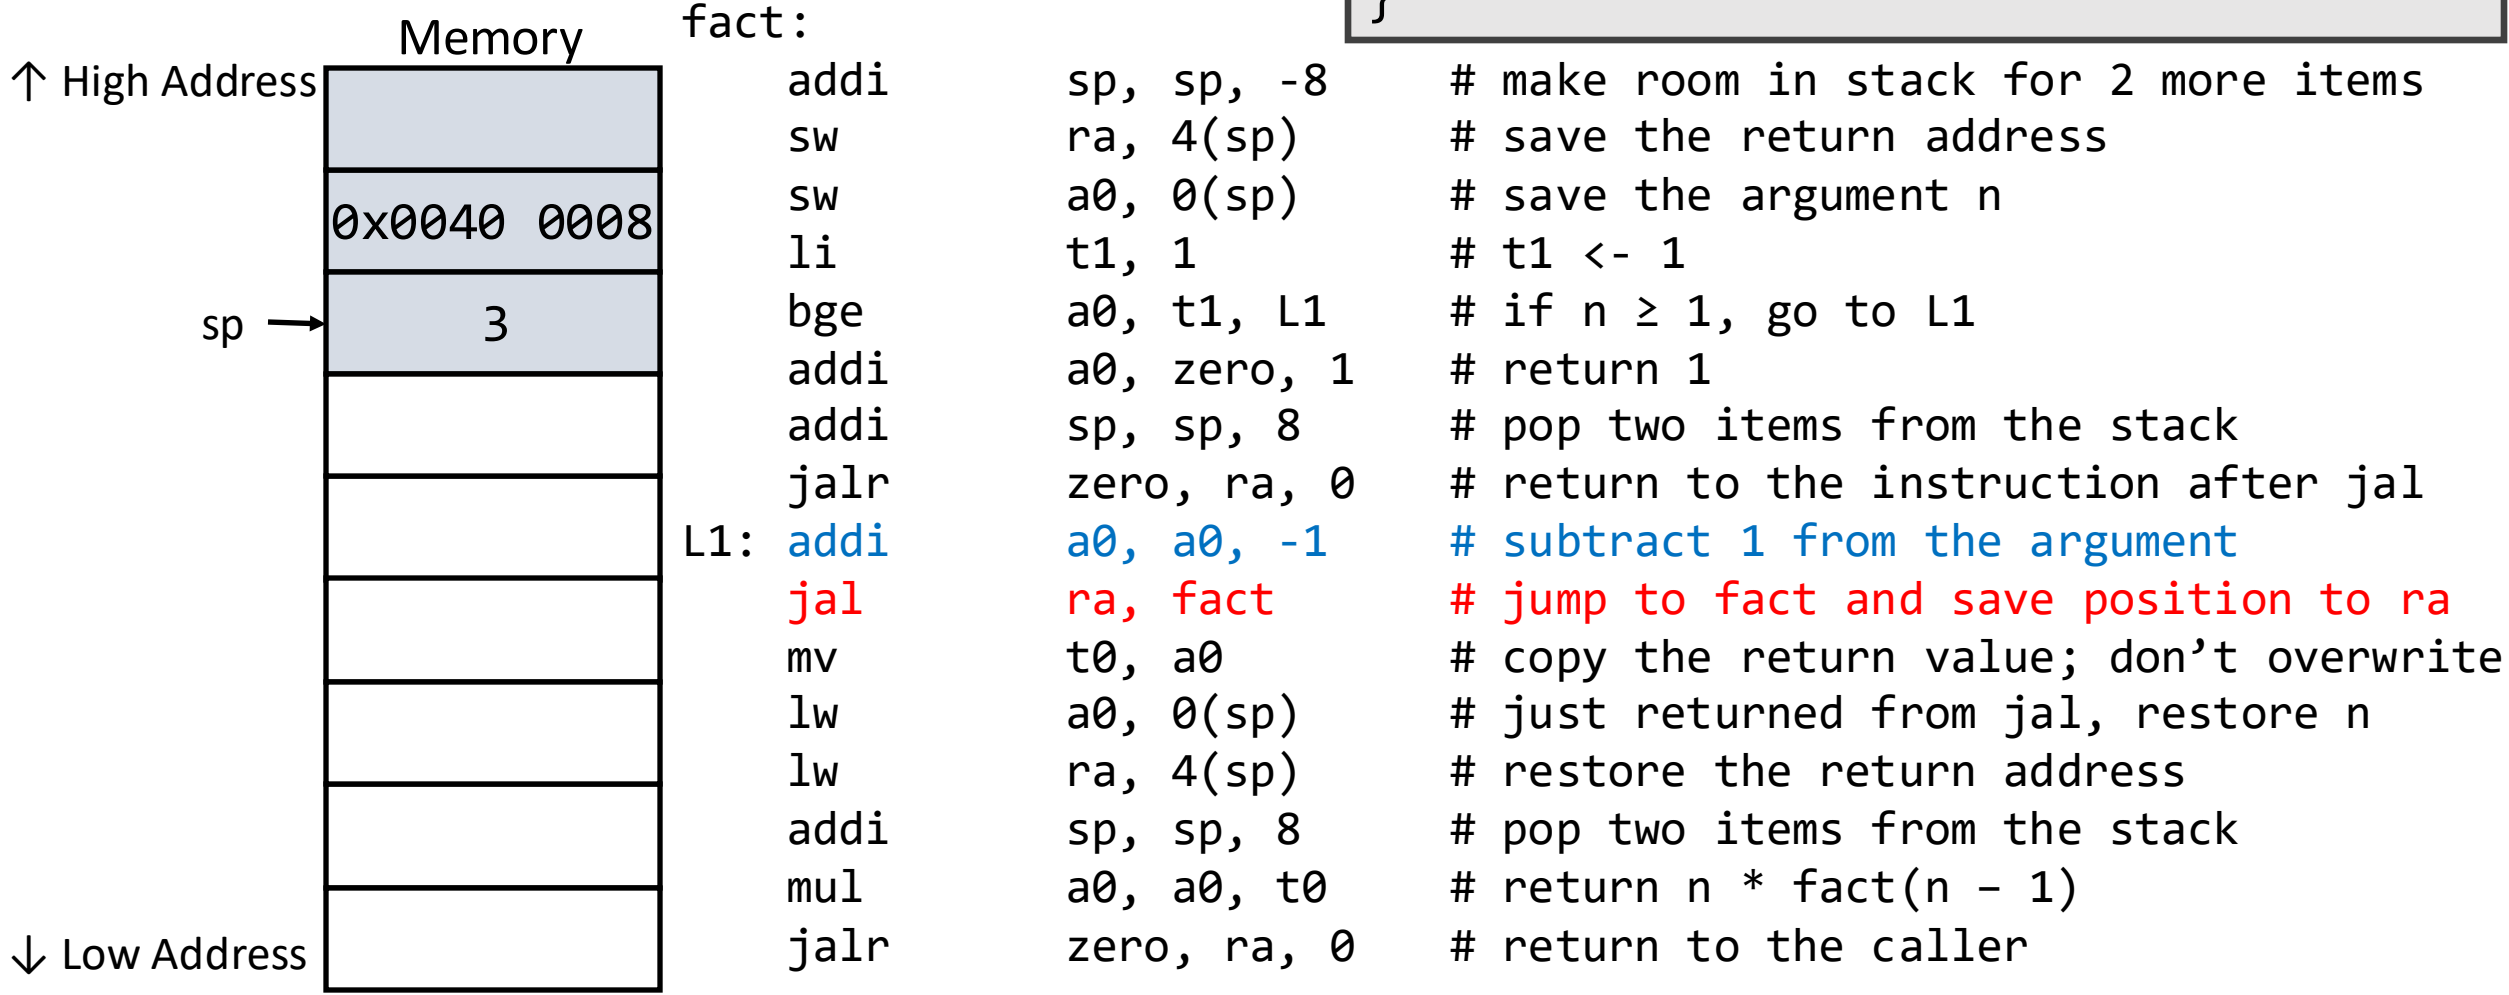 }
Memory
↑ High Address
0x0040 0008
sp
3
↓ Low Address
fact:
addi sp, sp, -8 # make room in stack for 2 more items
sw ra, 4(sp) # save the return address
sw a0, 0(sp) # save the argument n
li t1, 1 # t1 <- 1
bge a0, t1, L1 # if n ≥ 1, go to L1
addi a0, zero, 1 # return 1
addi sp, sp, 8 # pop two items from the stack
jalr zero, ra, 0 # return to the instruction after jal
L1: addi a0, a0, -1 # subtract 1 from the argument
jal ra, fact # jump to fact and save position to ra
mv t0, a0 # copy the return value; don’t overwrite
lw a0, 0(sp) # just returned from jal, restore n
lw ra, 4(sp) # restore the return address
addi sp, sp, 8 # pop two items from the stack
mul a0, a0, t0 # return n * fact(n – 1)
jalr zero, ra, 0 # return to the caller